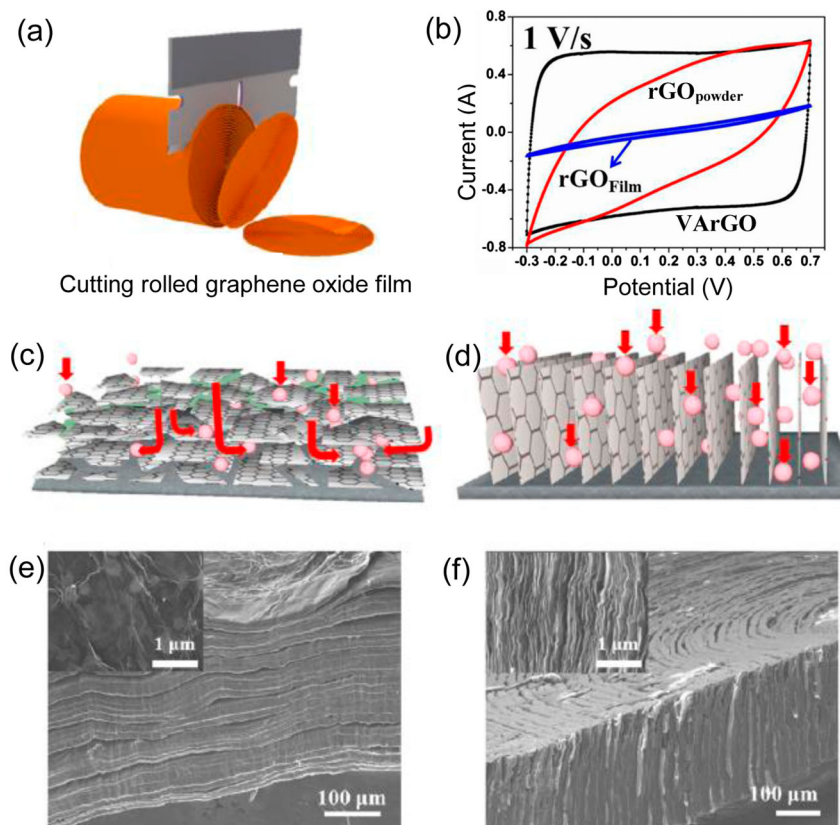 (a)
Cutting rolled graphene oxide film
(b)
1 V/s
rGOpowder
rGOFilm
VArGO
Current (A)
0.8
0.4
0.0
-0.4
-0.8
-0.3 -0.1 0.0 0.1 0.2 0.3 0.4 0.5 0.6 0.7
Potential (V)
(c)
(d)
(e)
1 μm
100 μm
(f)
1 μm
100 μm